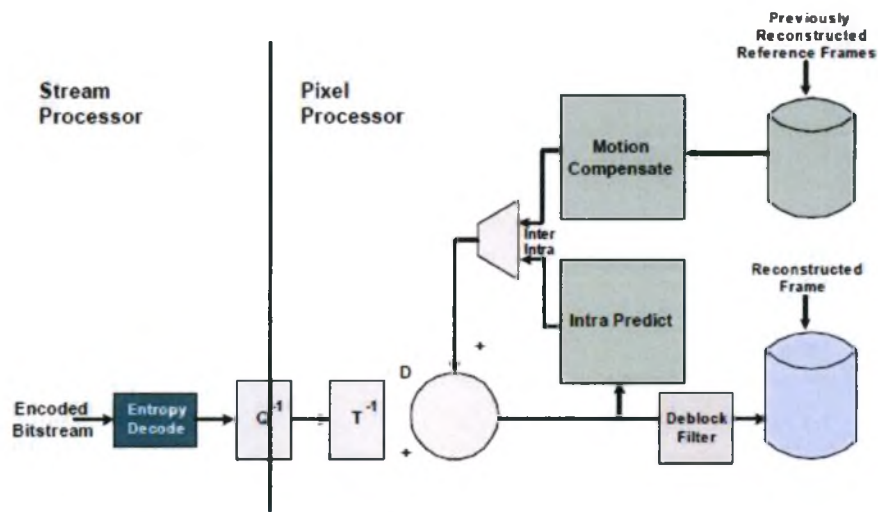 Previously
Reconstructed
Reference Frames
Stream
Processor
Pixel
Processor
Motion
Compensate
Inter
Intra
Reconstructed
Frame
Intra Predict
+
D
Encoded
Bitstream
Entropy
Decode
Q-1
T-1
+
Deblock
Filter